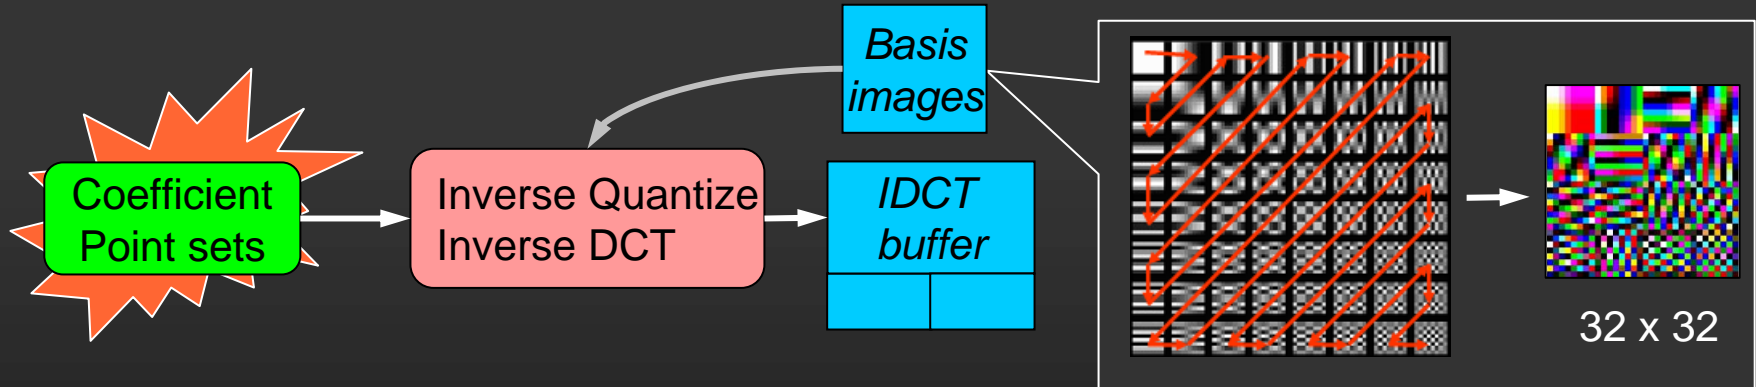 Coefficient
Point sets
Inverse Quantize
Inverse DCT
Basis
images
IDCT
buffer
32 x 32